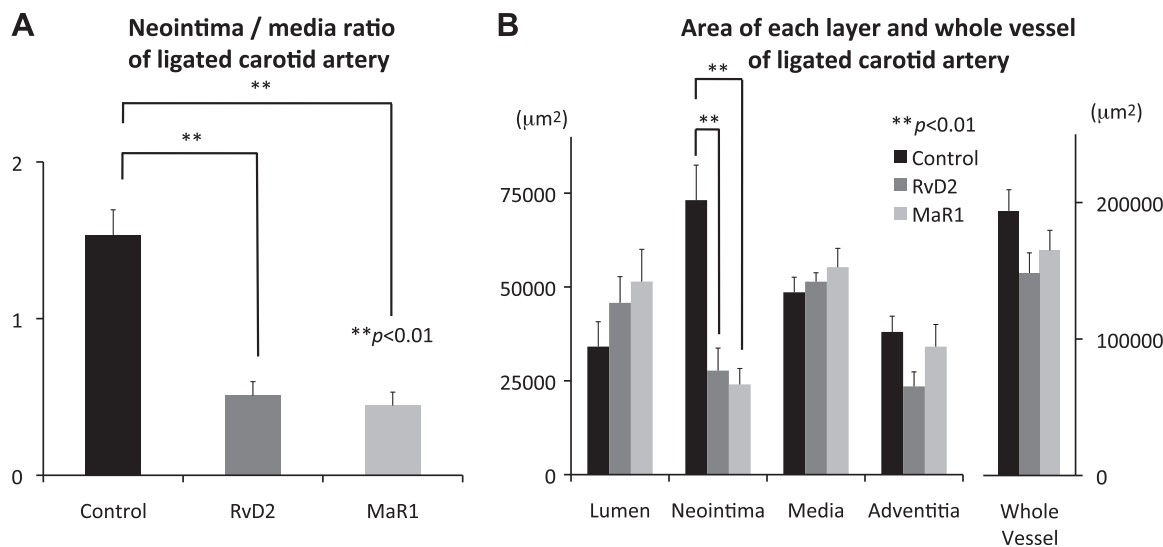 A
Neointima / media ratio
of ligated carotid artery
**
**
2
1
0
**p<0.01
Control
RvD2
MaR1
B
Area of each layer and whole vessel
of ligated carotid artery
**
**
(μm2)
(μm2)
**p<0.01
Control
RvD2
MaR1
75000
50000
25000
0
200000
100000
0
Lumen
Neointima
Media
Adventitia
Whole
Vessel